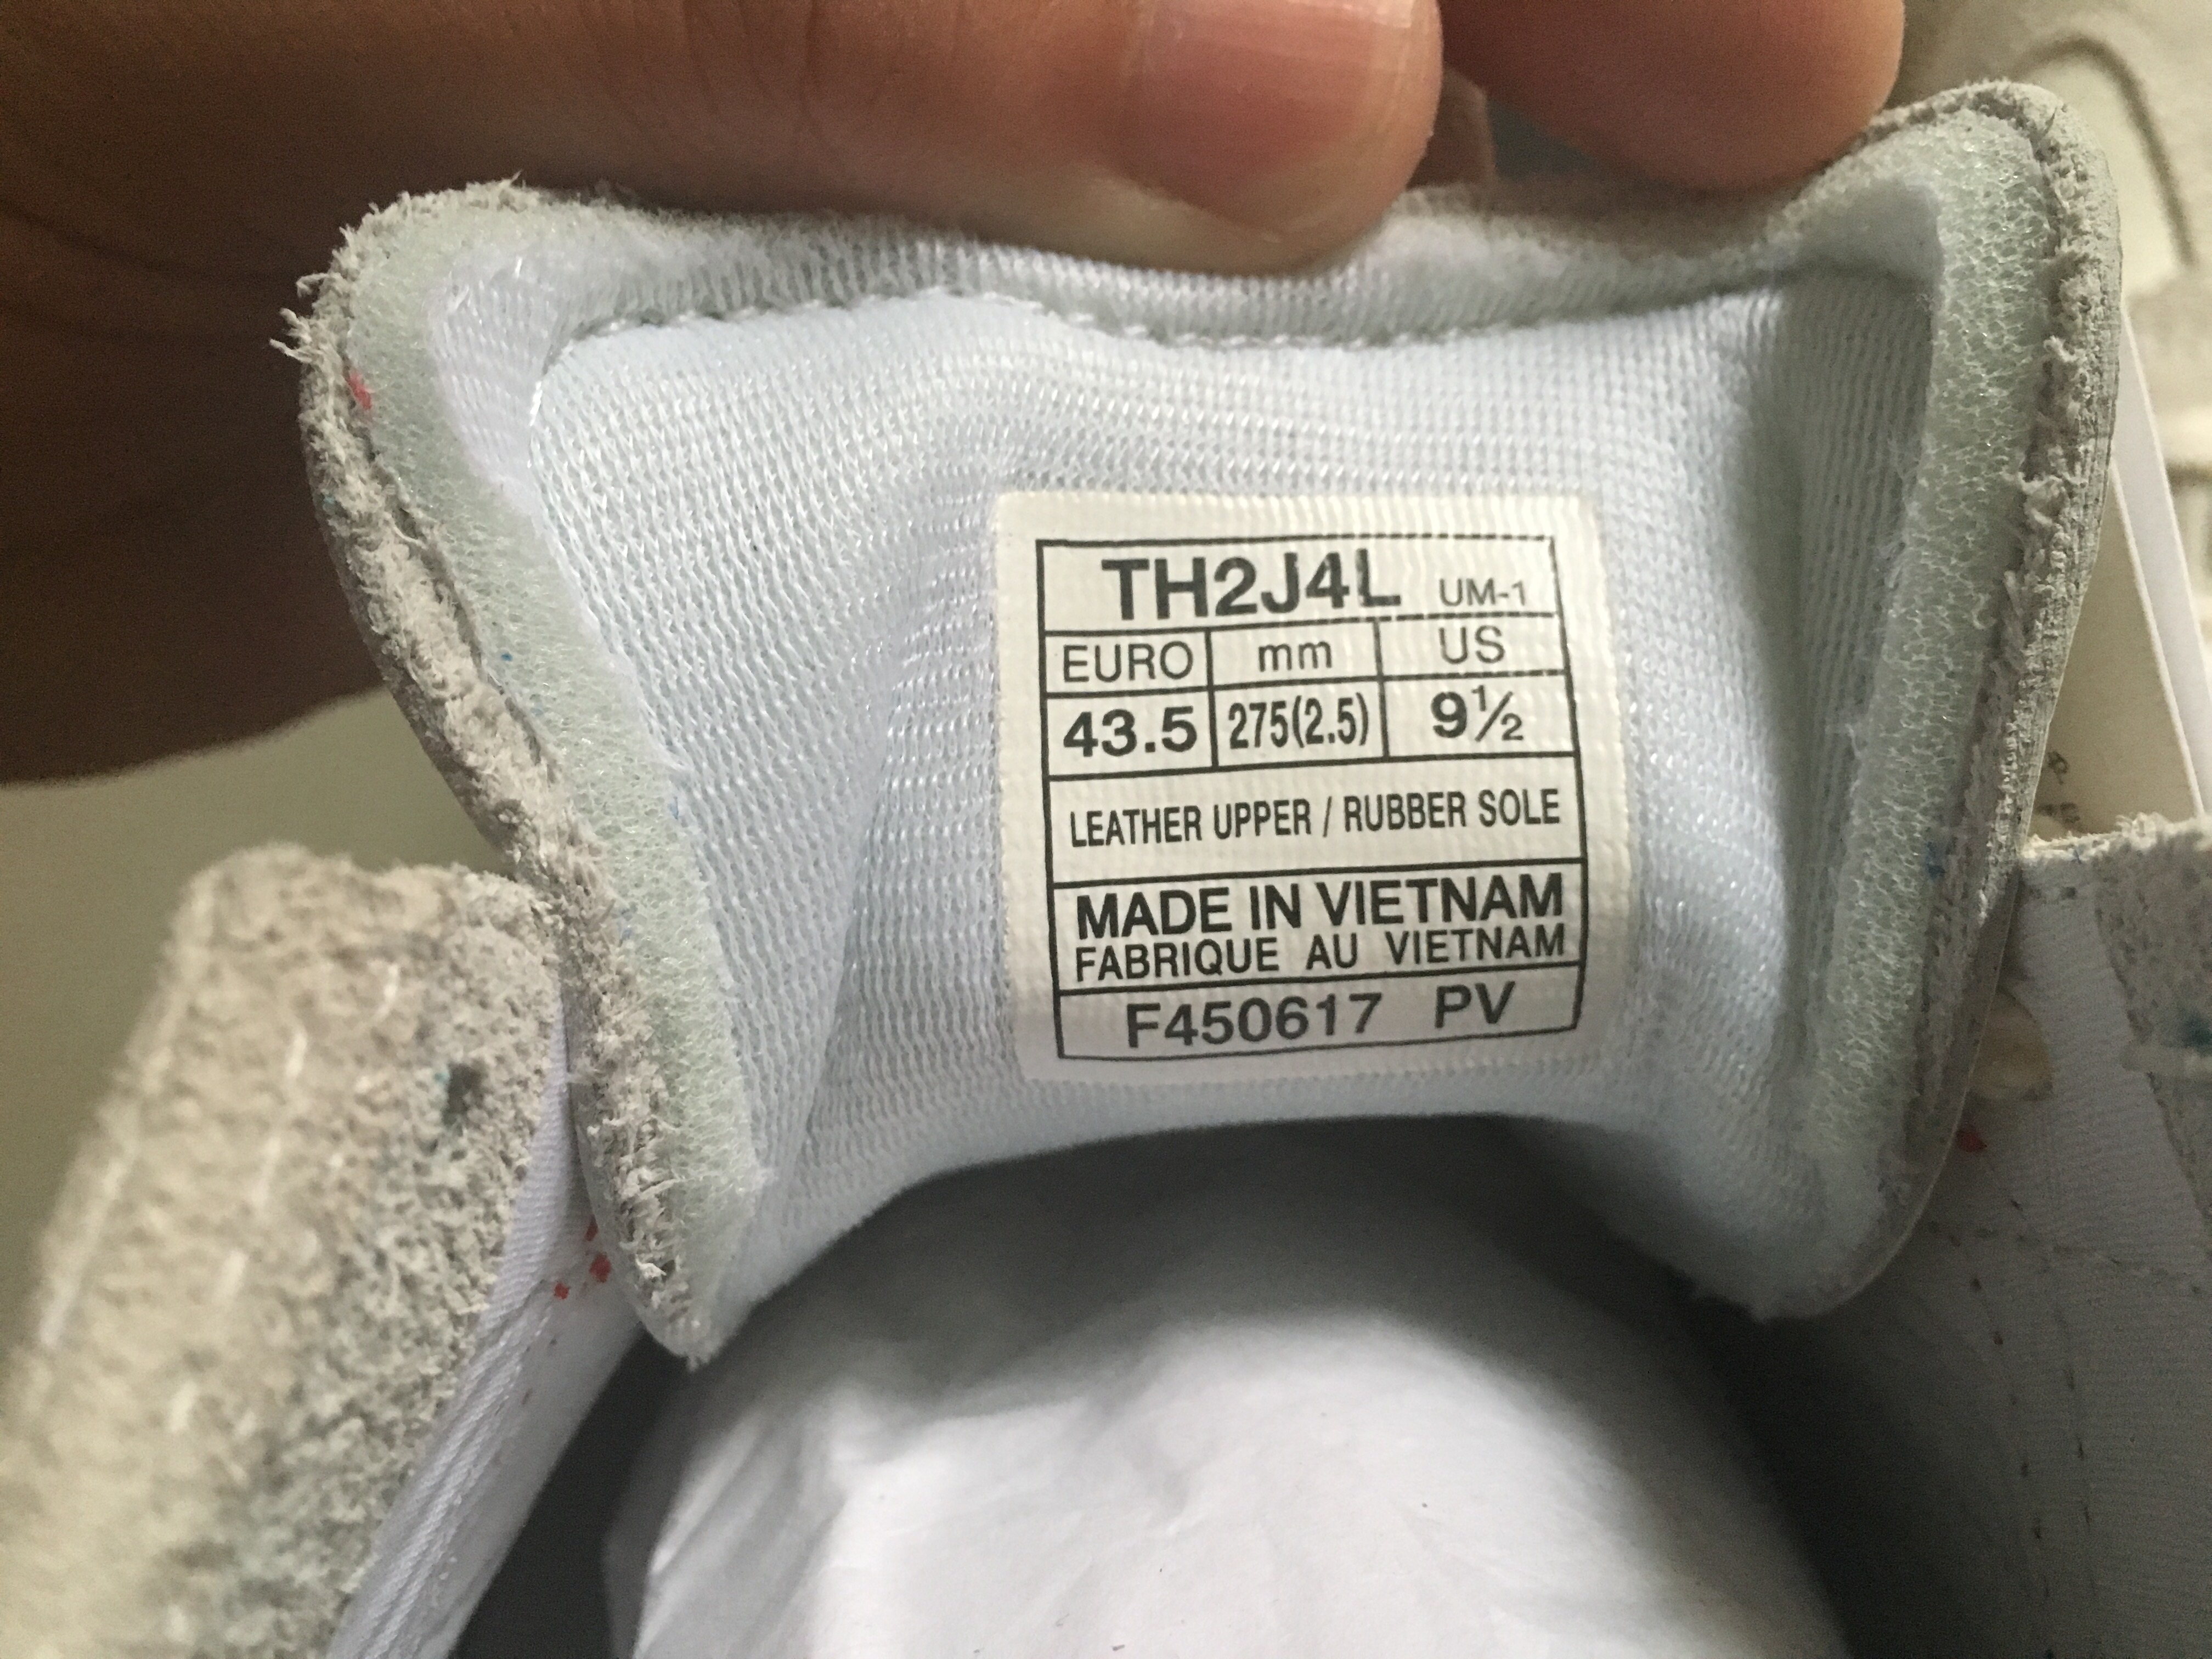 TH2J4L UM-1
EURO mm US
43.5 275(2.5) 9½
LEATHER UPPER / RUBBER SOLE
MADE IN VIETNAM
FABRIQUE AU VIETNAM
F450617 PV